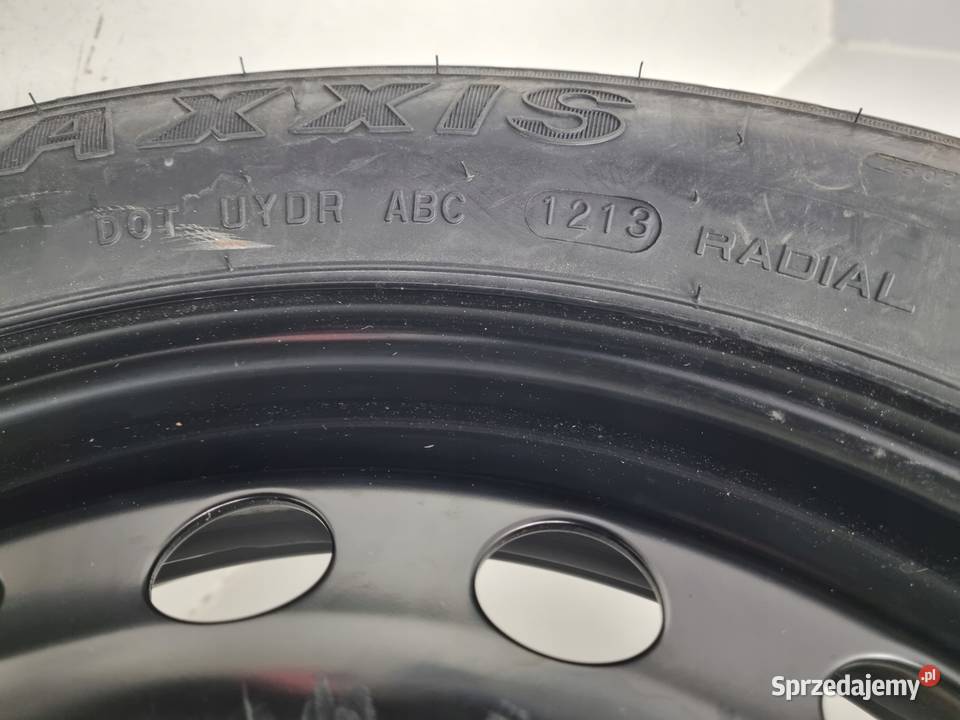 AXXIS
DOT UYDR ABC 1213 RADIAL
Sprzedajemy.pl